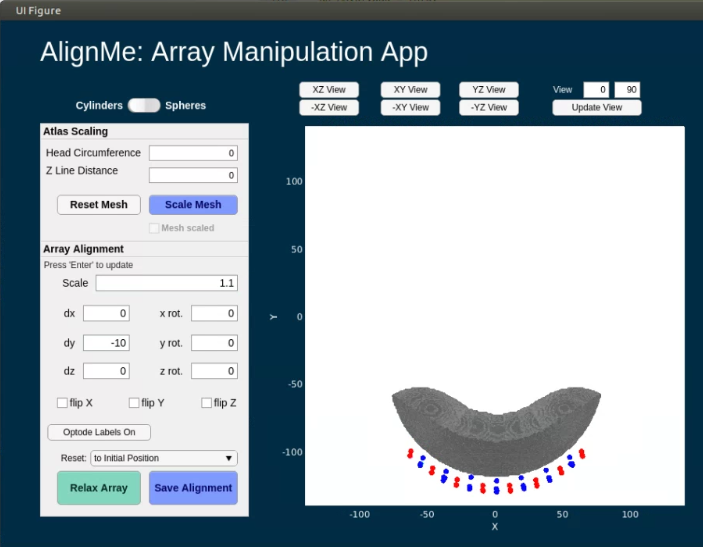 UI Figure
AlignMe: Array Manipulation App
XZ View XY View YZ View View 0 90
-XZ View -XY View -YZ View Update View
Cylinders Spheres
Atlas Scaling
Head Circumference 0
Z Line Distance 0
Reset Mesh Scale Mesh
Mesh scaled
Array Alignment
Press 'Enter' to update
Scale 1.1
dx 0 x rot. 0
dy -10 y rot. 0
dz 0 z rot. 0
flip X flip Y flip Z
Optode Labels On
Reset: to Initial Position
Relax Array Save Alignment
100
50
Y 0
-50
-100
-100 -50 0 50 100
X